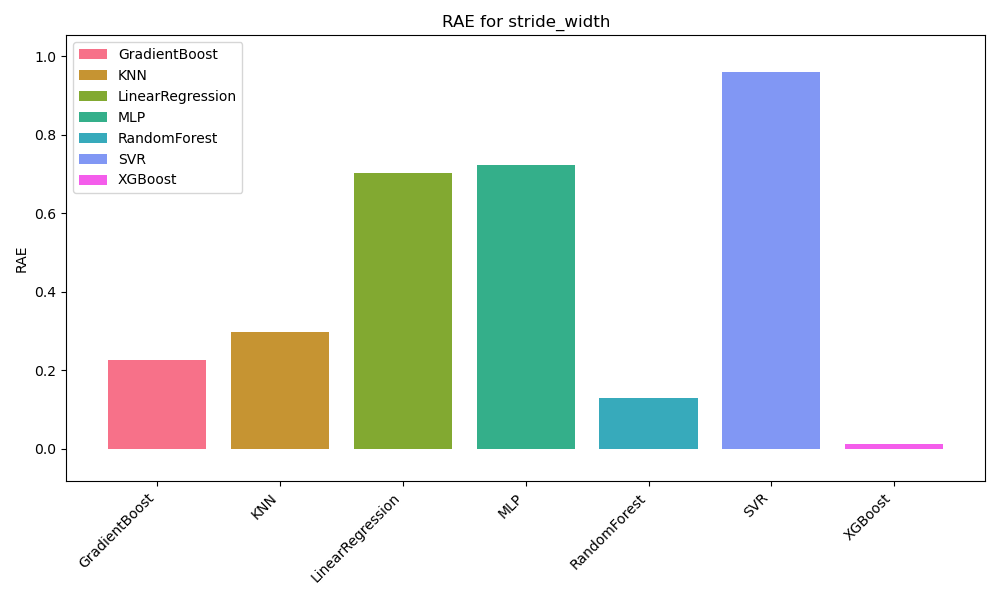 RAE for stride_width
GradientBoost
KNN
LinearRegression
MLP
RandomForest
SVR
XGBoost
RAE
1.0
0.8
0.6
0.4
0.2
0.0
GradientBoost
KNN
LinearRegression
MLP
RandomForest
SVR
XGBoost